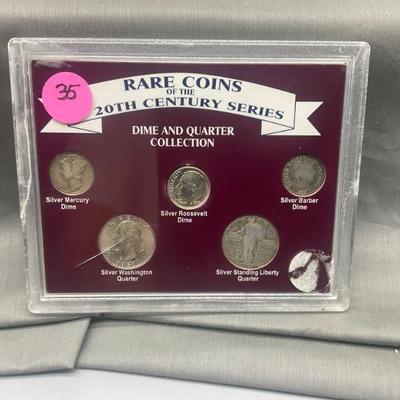 35
RARE COINS
OF THE
20TH CENTURY SERIES
DIME AND QUARTER
COLLECTION
Silver Mercury
Dime
Silver Roosevelt
Dime
Silver Barber
Dime
Silver Washington
Quarter
Silver Standing Liberty
Quarter